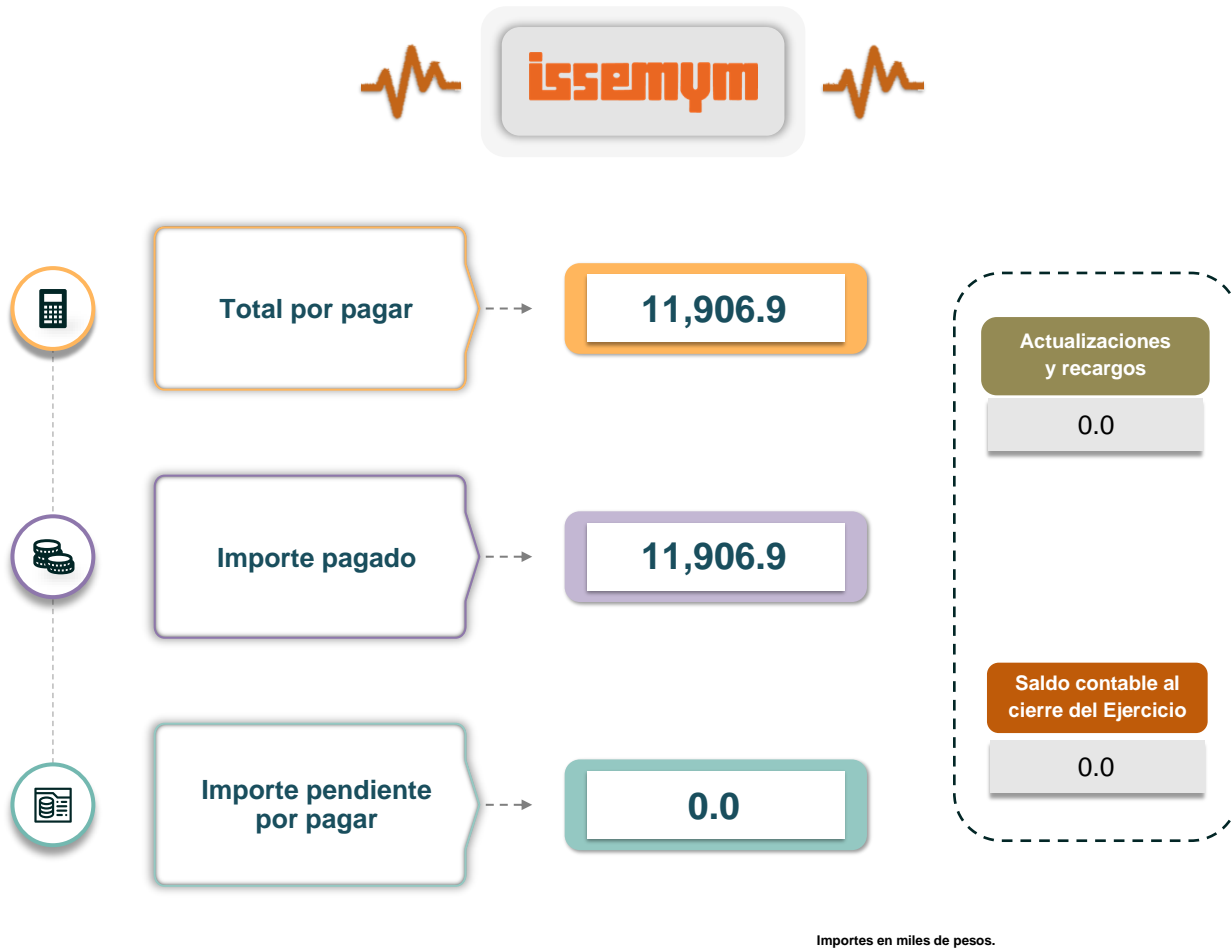 issemym
Total por pagar
11,906.9
Actualizaciones
y recargos
0.0
Importe pagado
11,906.9
Saldo contable al
cierre del Ejercicio
0.0
Importe pendiente
por pagar
0.0
Importes en miles de pesos.